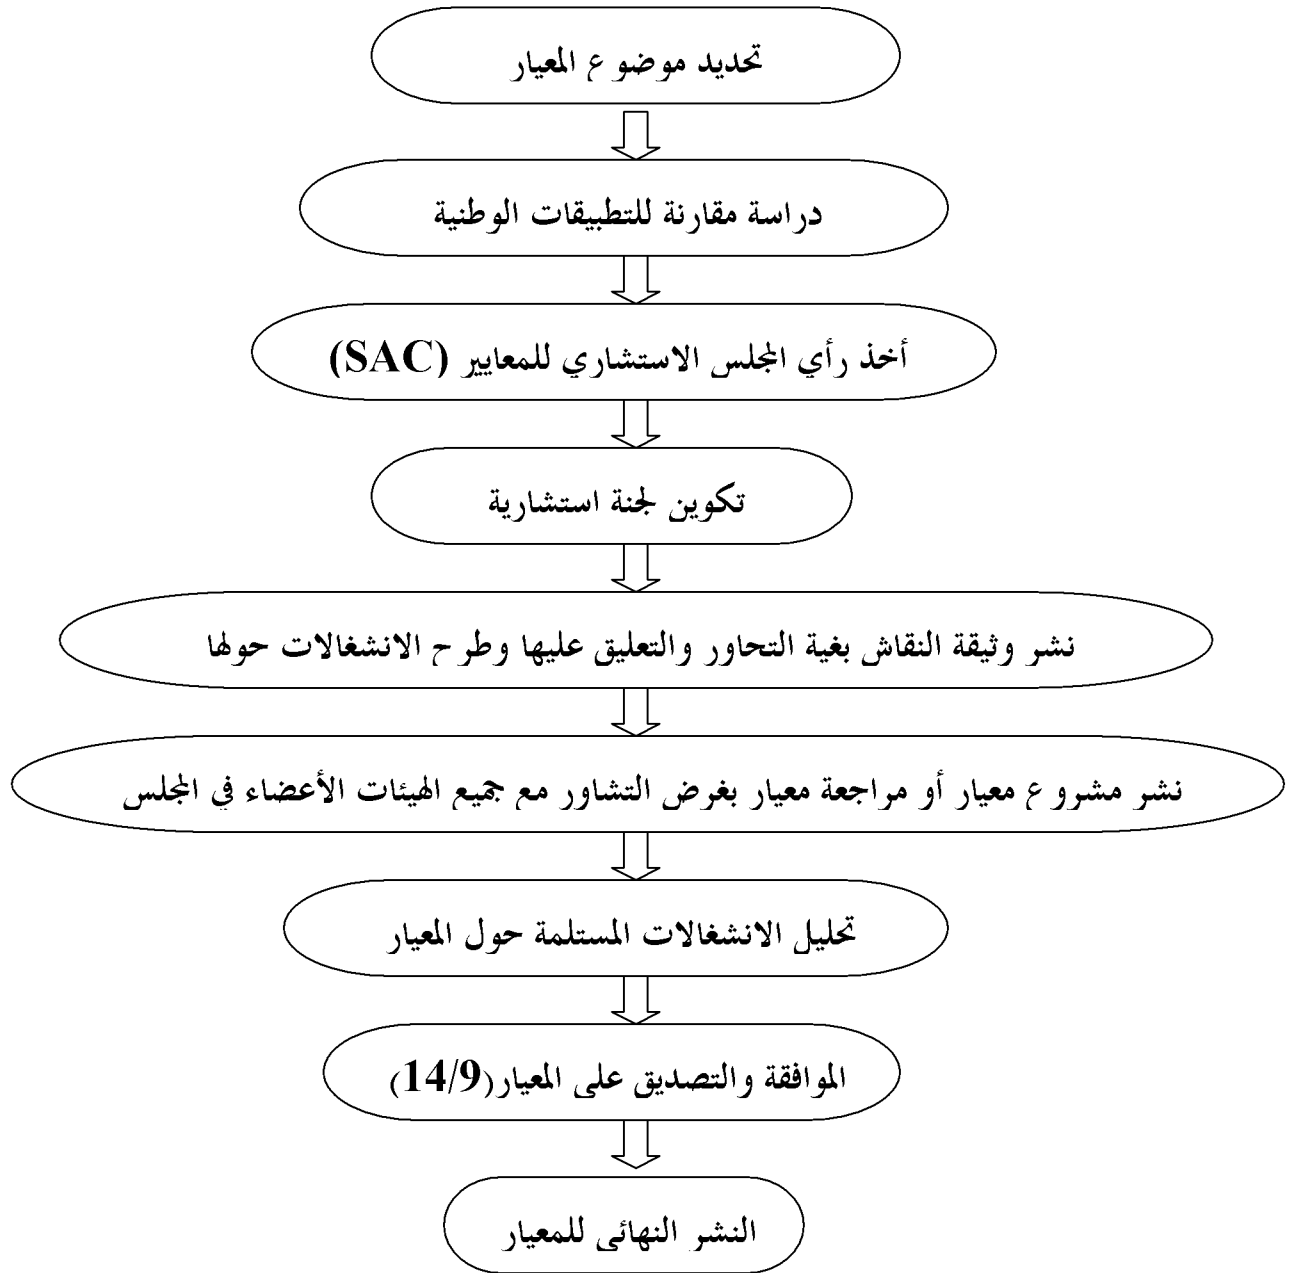 تحديد موضوع المعيار
دراسة مقارنة للتطبيقات الوطنية
أخذ رأي المجلس الاستشاري للمعايير (SAC)
تكوين لجنة استشارية
نشر وثيقة النقاش بغية التحاور والتعليق عليها وطرح الانشغالات حولها
نشر مشروع معيار أو مراجعة معيار بغرض التشاور مع جميع الهيئات الأعضاء في المجلس
تحليل الانشغالات المستلمة حول المعيار
الموافقة والتصديق على المعيار(14/9)
النشر النهائي للمعيار